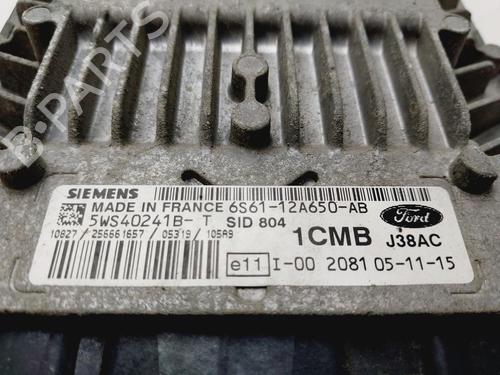 B-PARTS
SIEMENS
MADE IN FRANCE 6S61-12A650-AB
5WS40241B- T SID 804
10827 / 256661657 / 05319 / 105A9
1CMB
Ford
J38AC
e11 I-00 2081 05-11-15